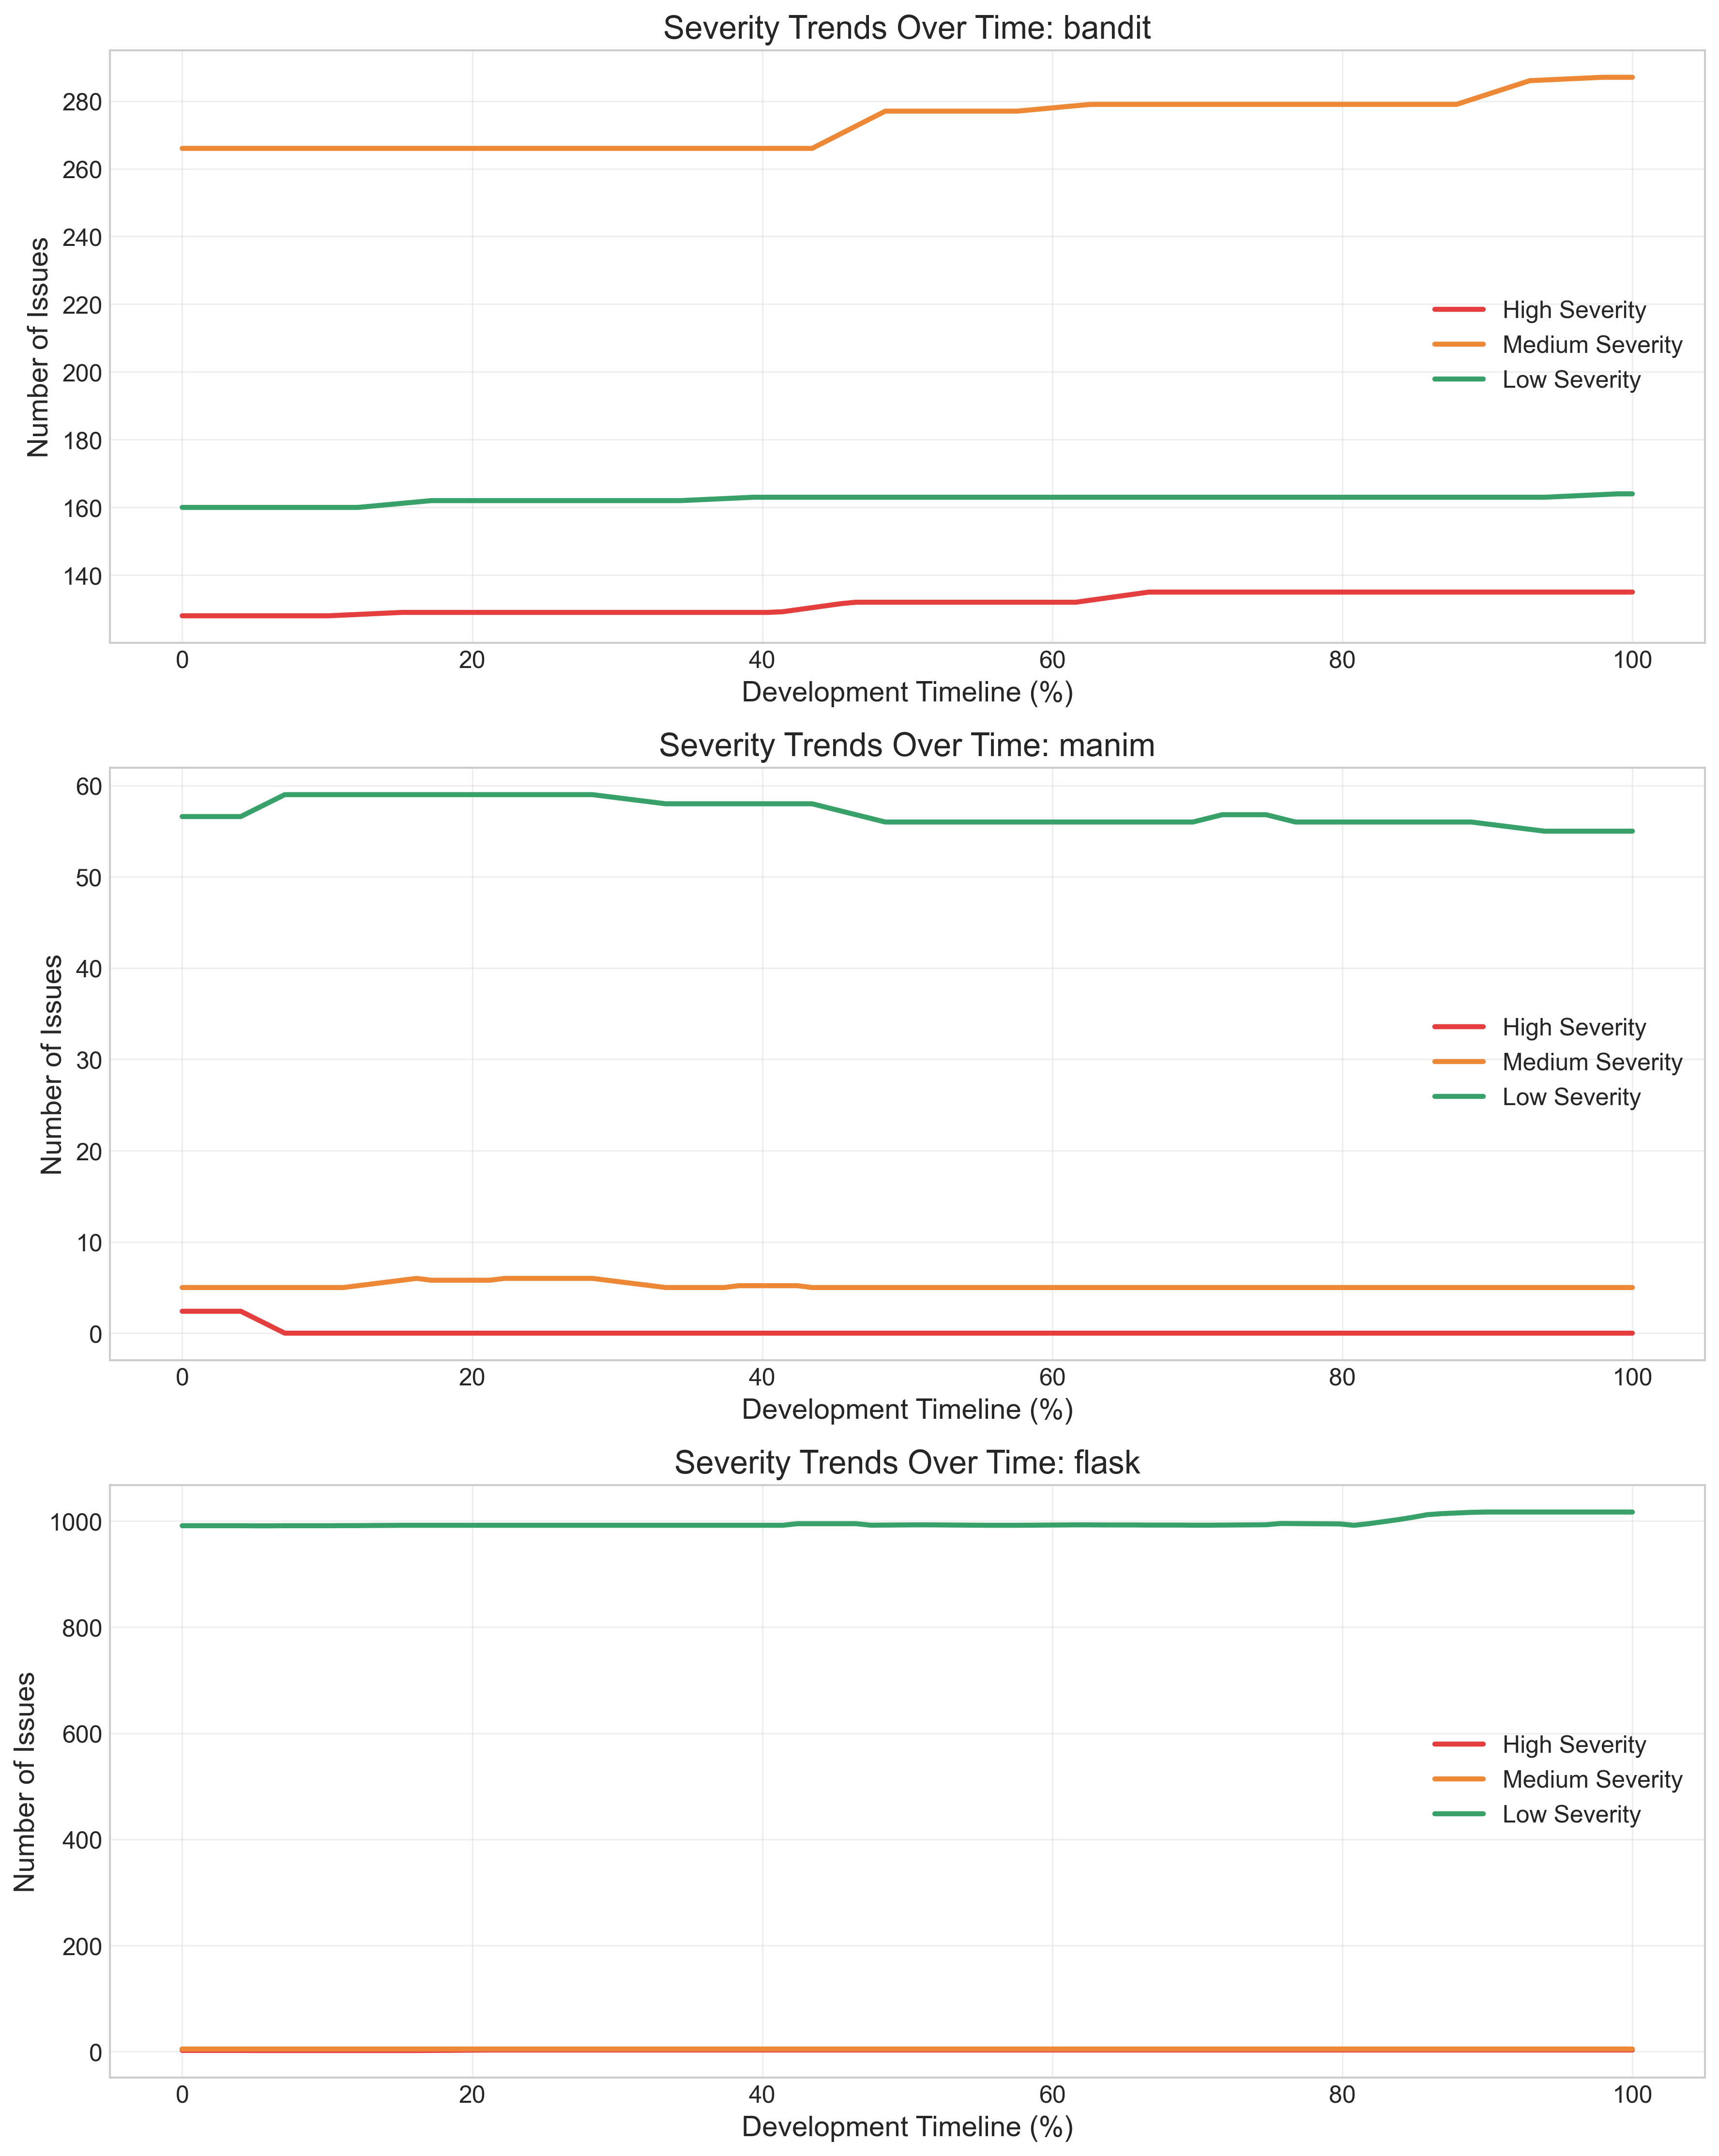 Severity Trends Over Time: bandit
Number of Issues
280
260
240
220
200
180
160
140
High Severity
Medium Severity
Low Severity
0 20 40 60 80 100
Development Timeline (%)
Severity Trends Over Time: manim
Number of Issues
60
50
40
30
20
10
0
High Severity
Medium Severity
Low Severity
0 20 40 60 80 100
Development Timeline (%)
Severity Trends Over Time: flask
Number of Issues
1000
800
600
400
200
0
High Severity
Medium Severity
Low Severity
0 20 40 60 80 100
Development Timeline (%)